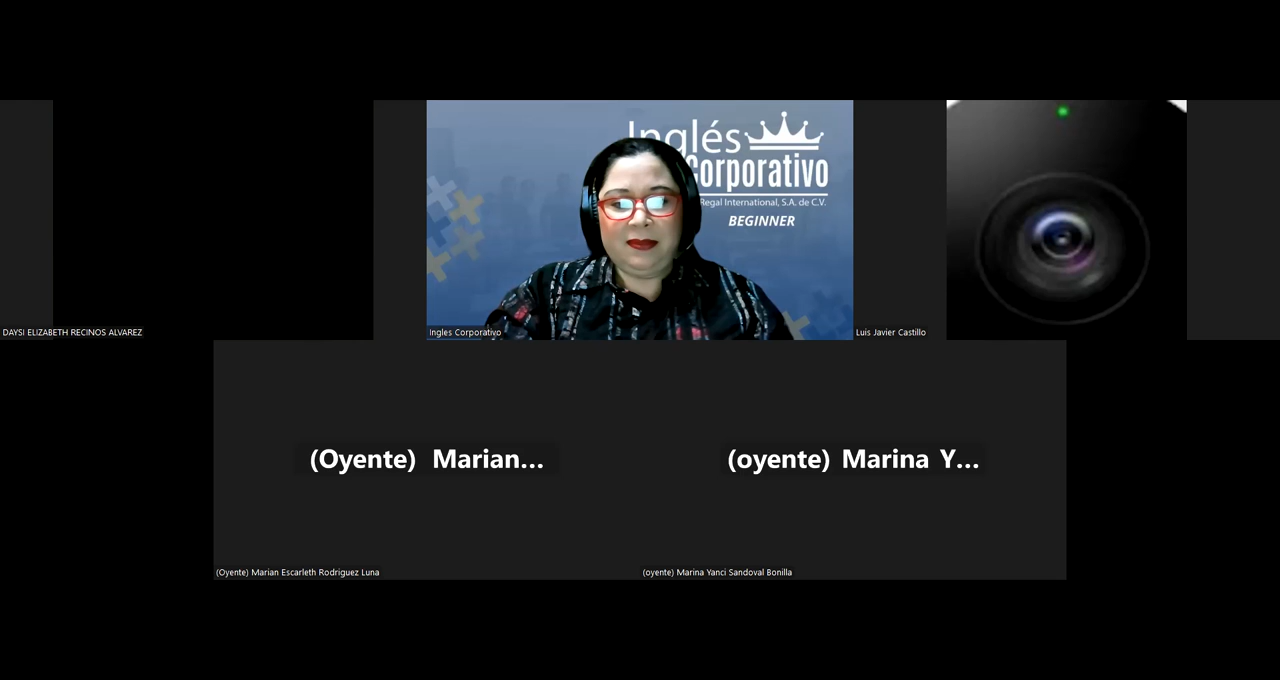 Inglés
Corporativo
Regal International, S.A. de C.V.
BEGINNER
DAYSI ELIZABETH RECINOS ALVAREZ
Ingles Corporativo
Luis Javier Castillo
(Oyente) Marian...
(oyente) Marina Y...
(Oyente) Marian Escarleth Rodriguez Luna
(oyente) Marina Yanci Sandoval Bonilla